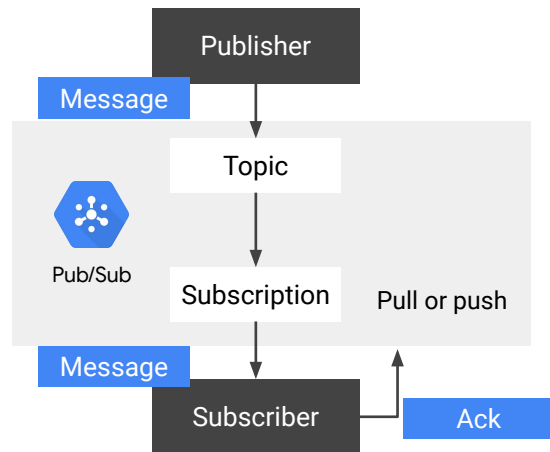 Publisher
Message
Topic
Pub/Sub
Subscription
Pull or push
Message
Subscriber
Ack